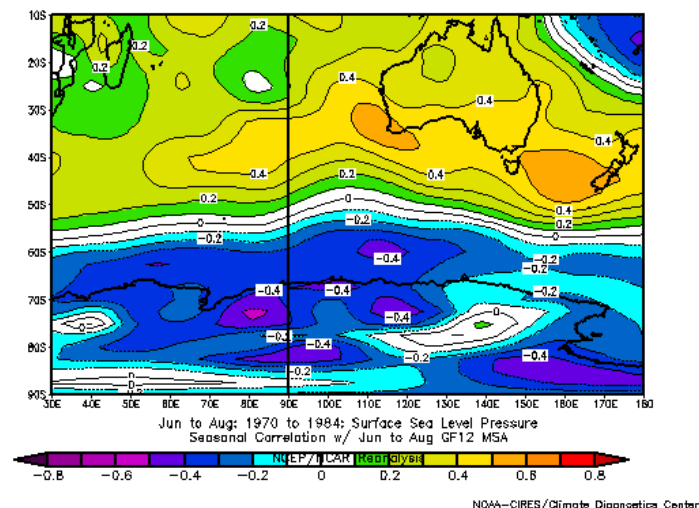 10S
20S
30S
40S
50S
60S
70S
80S
90S
0.2
0.2
0.2
0.4
0.4
0.4
0.4
0.4
0.2
0.4
0.2
0
0.4
0
-0.2
-0.2
-0.2
-0.4
-0.2
-0.4
-0.4
-0.4
-0.2
0
0
-0.4
-0.2
-0.4
-0.2
0
0
30E 40E 50E 60E 70E 80E 90E 100E 110E 120E 130E 140E 150E 160E 170E 180
Jun to Aug: 1970 to 1984: Surface Sea Level Pressure
Seasonal Correlation w/ Jun to Aug GF12 MSA
NCEP/NCAR Reanalysis
-0.8 -0.6 -0.4 -0.2 0 0.2 0.4 0.6 0.8
NOAA-CIRES/Climate Diagnostics Center